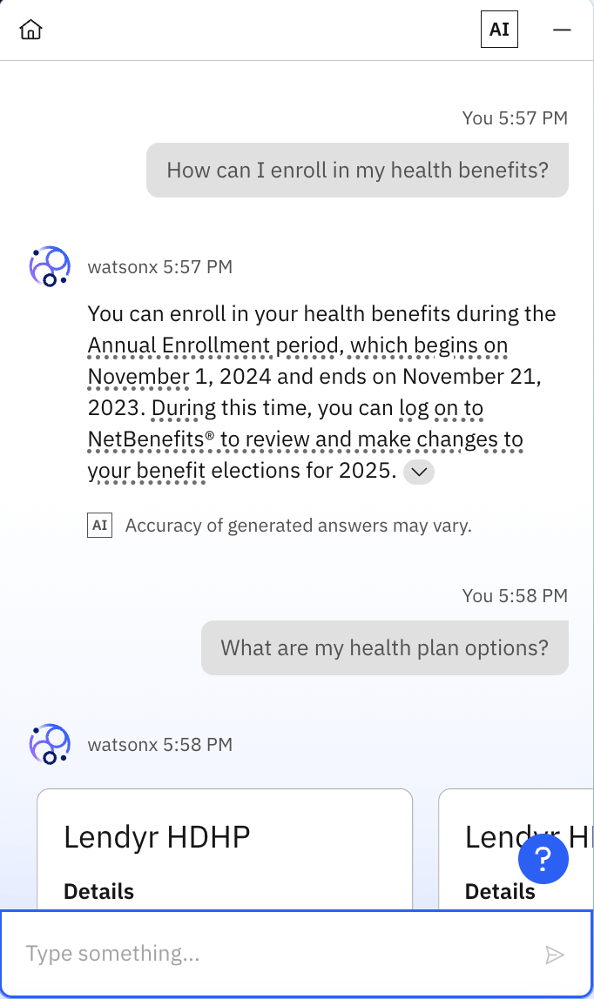 AI
You 5:57 PM
How can I enroll in my health benefits?
watsonx 5:57 PM
You can enroll in your health benefits during the
Annual Enrollment period, which begins on
November 1, 2024 and ends on November 21,
2023. During this time, you can log on to
NetBenefits® to review and make changes to
your benefit elections for 2025.
AI Accuracy of generated answers may vary.
You 5:58 PM
What are my health plan options?
watsonx 5:58 PM
Lendyr HDHP
Details
Lendyr
?
Details
Type something...